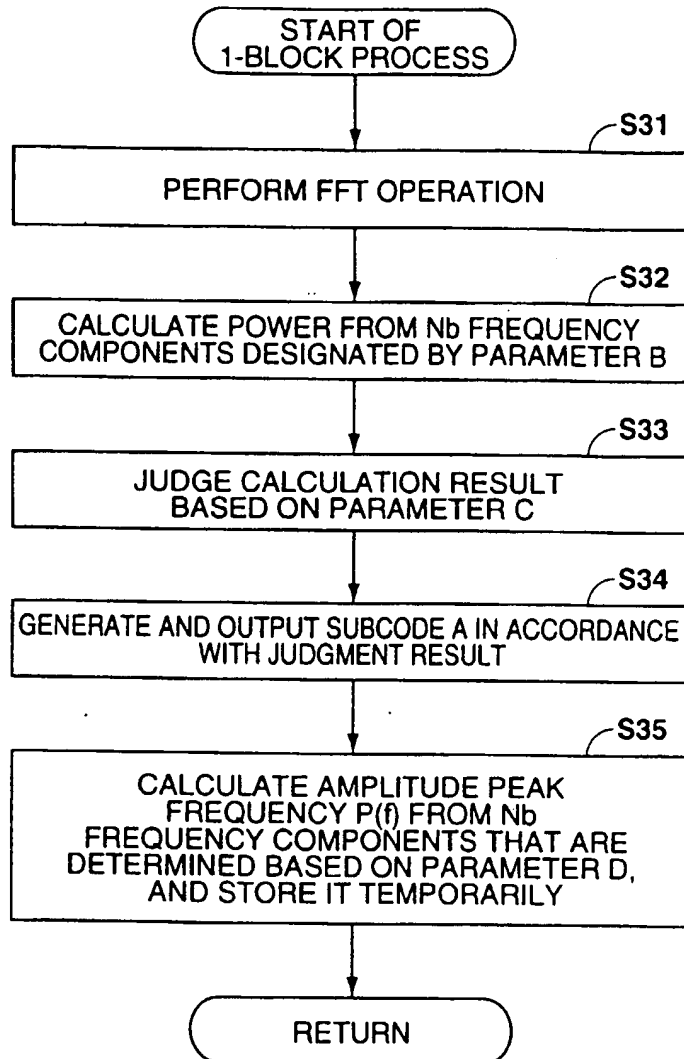 START OF
1-BLOCK PROCESS
S31
PERFORM FFT OPERATION
S32
CALCULATE POWER FROM Nb FREQUENCY
COMPONENTS DESIGNATED BY PARAMETER B
S33
JUDGE CALCULATION RESULT
BASED ON PARAMETER C
S34
GENERATE AND OUTPUT SUBCODE A IN ACCORDANCE
WITH JUDGMENT RESULT
S35
CALCULATE AMPLITUDE PEAK
FREQUENCY P(f) FROM Nb
FREQUENCY COMPONENTS THAT ARE
DETERMINED BASED ON PARAMETER D,
AND STORE IT TEMPORARILY
RETURN